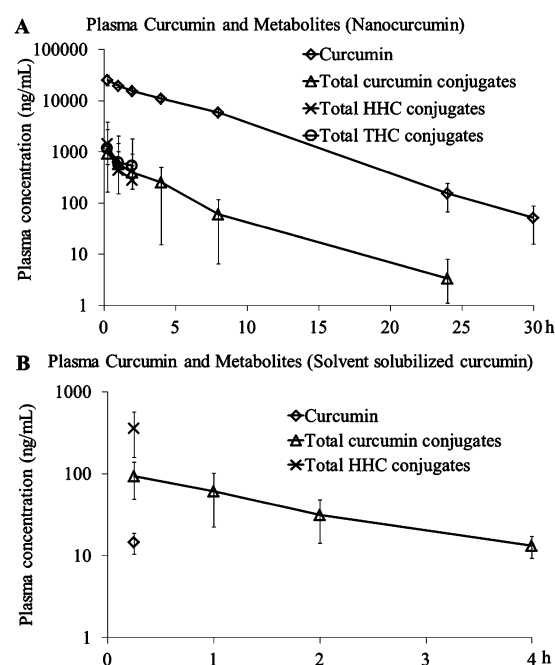 A Plasma Curcumin and Metabolites (Nanocurcumin)
Plasma concentration (ng/mL)
100000
10000
1000
100
10
1
Curcumin
Total curcumin conjugates
Total HHC conjugates
Total THC conjugates
0 5 10 15 20 25 30 h
B Plasma Curcumin and Metabolites (Solvent solubilized curcumin)
Plasma concentration (ng/mL)
1000
100
10
1
Curcumin
Total curcumin conjugates
Total HHC conjugates
0 1 2 3 4 h